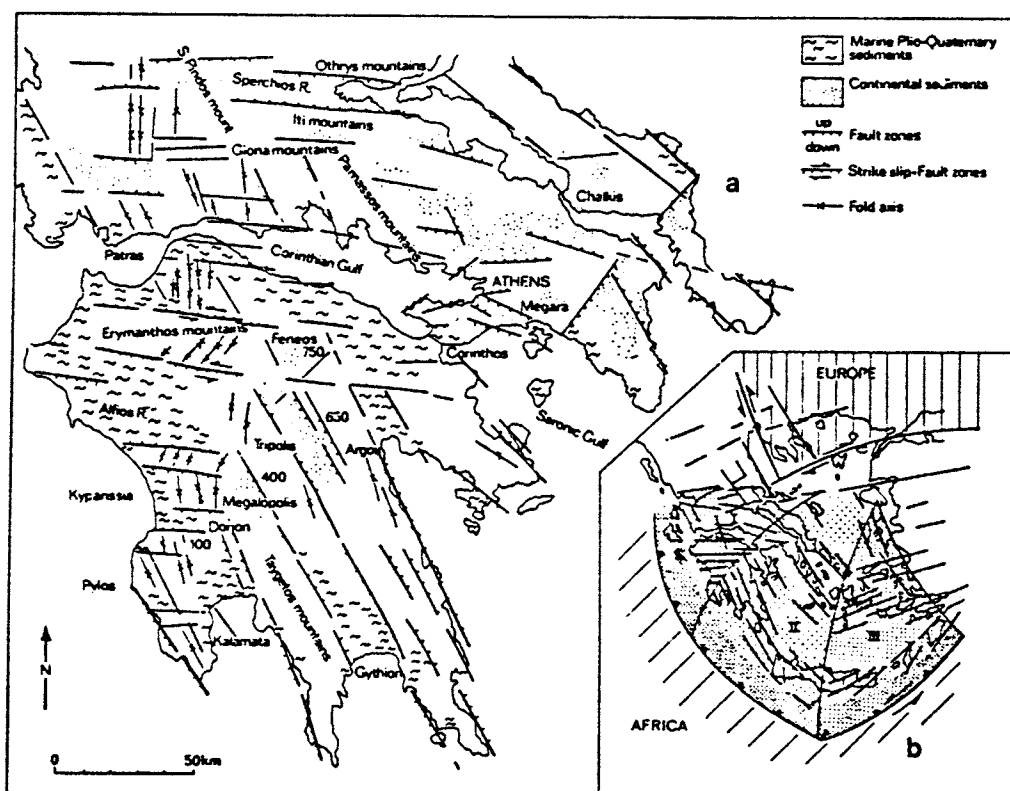 Marine Plio-Quaternary
sediments
Continental sediments
up
down
Fault zones
Strike slip-Fault zones
Fold axis
a
Othrys mountains
S. Pindos mount
Sperchios R.
Iti mountains
Giona mountains
Parnassos mountains
Chalkis
Patras
Corinthian Gulf
ATHENS
Megara
Erymanthos mountains
Feneos
750
Corinthos
Alfios R.
650
Saronic Gulf
Tripolis
Argos
400
Kyparissia
Megalopolis
Dorion
100
Pylos
Taygetos mountains
Kalamata
Gythion
N
0
50km
EUROPE
II
III
AFRICA
b